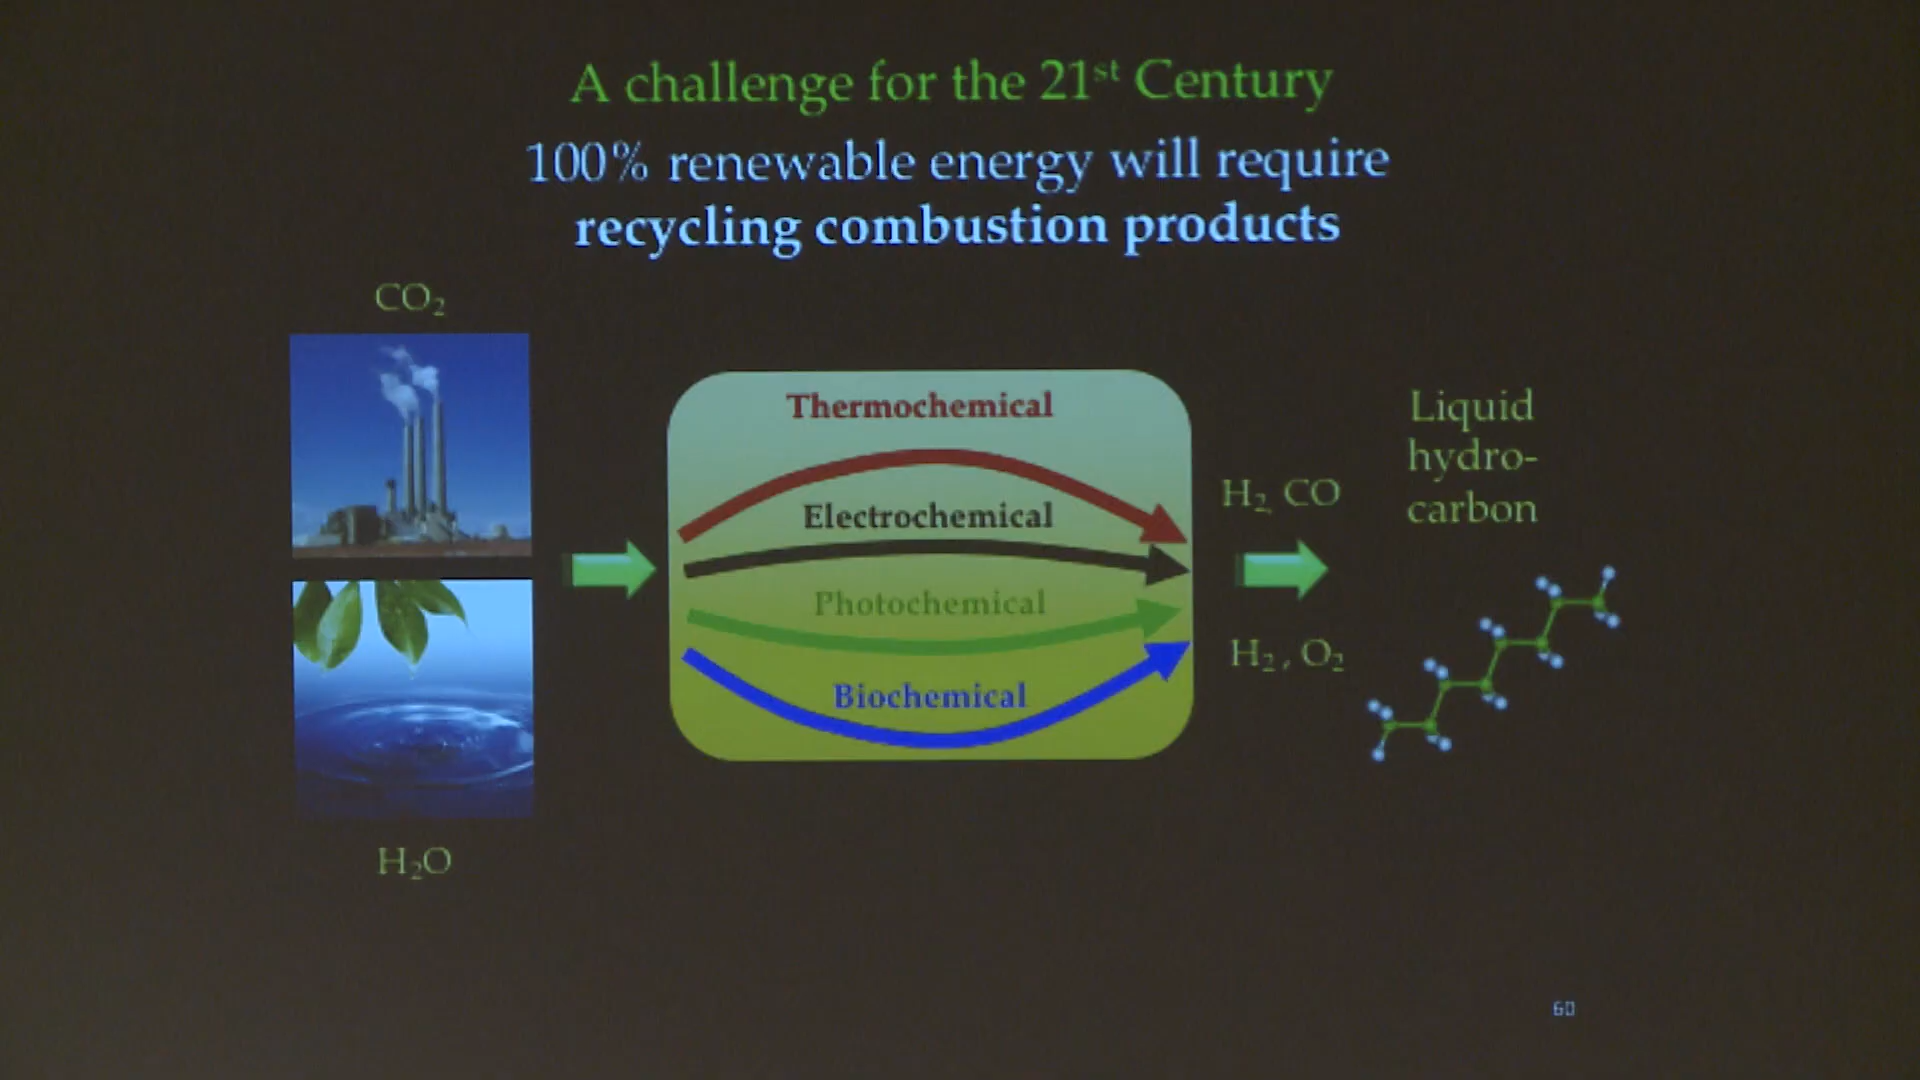 A challenge for the 21st Century
100% renewable energy will require
recycling combustion products
CO₂
Thermochemical
Electrochemical
Photochemical
Biochemical
H₂, CO
H₂, O₂
Liquid
hydro-
carbon
H₂O
60